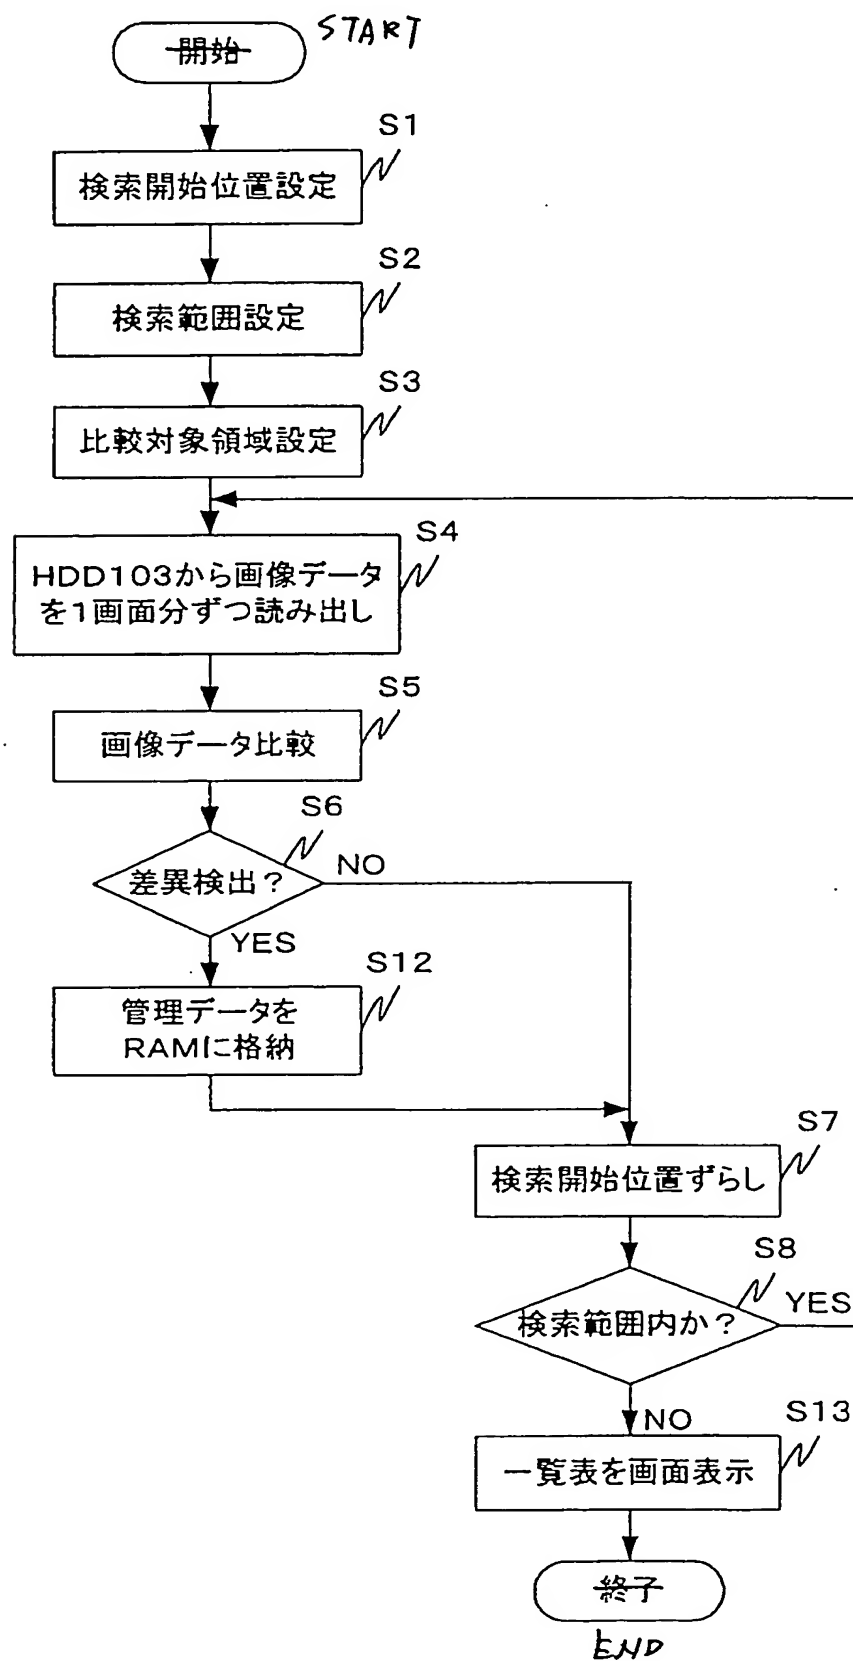 開始
START
S1
検索開始位置設定
S2
検索範囲設定
S3
比較対象領域設定
S4
HDD103から画像データ
を1画面分ずつ読み出し
S5
画像データ比較
S6
差異検出？
NO
YES
S12
管理データを
RAMに格納
S7
検索開始位置ずらし
S8
検索範囲内か？
YES
NO
S13
一覧表を画面表示
終了
END